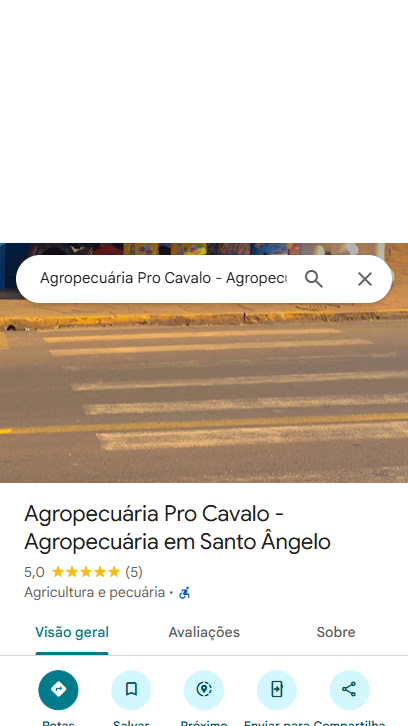 Agropecuária Pro Cavalo - Agropecu
Agropecuária Pro Cavalo -
Agropecuária em Santo Ângelo
5,0 ★★★★★ (5)
Agricultura e pecuária ·
Visão geral Avaliações Sobre
Rotas Salvar Próximo Enviar para Compartilha